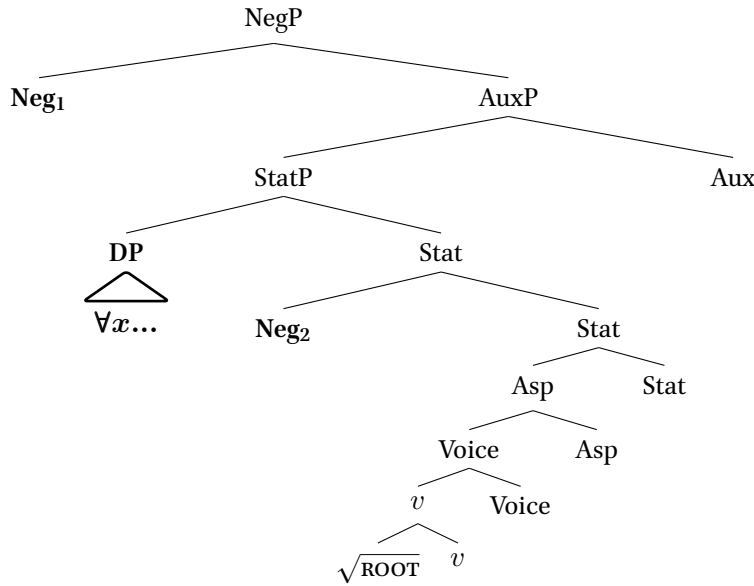 NegP
Neg₁ AuxP
StatP Aux
DP Stat
∀x... Neg₂ Stat
Asp Stat
Voice Asp
v Voice
√ROOT v